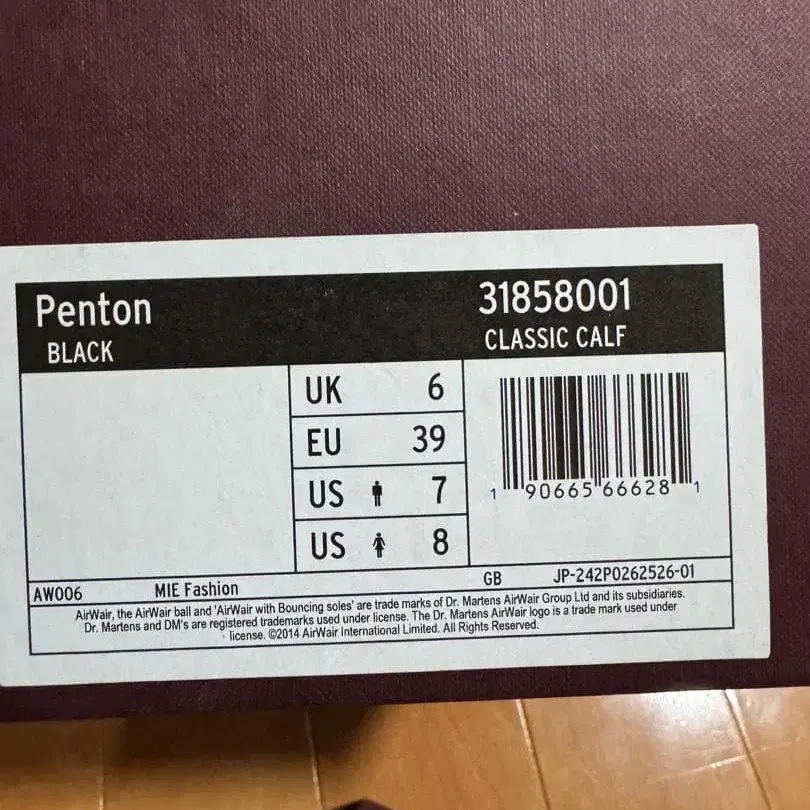 Penton 31858001
BLACK CLASSIC CALF
UK 6
EU 39
US 7
US 8
1 90665 66628 1
AW006 MIE Fashion GB JP-242P0262526-01
AirWair, the AirWair ball and 'AirWair with Bouncing soles' are trade marks of Dr. Martens AirWair Group Ltd and its subsidiaries.
Dr. Martens and DM's are registered trademarks used under license. The Dr. Martens AirWair logo is a trade mark used under
license. ©2014 AirWair International Limited. All Rights Reserved.